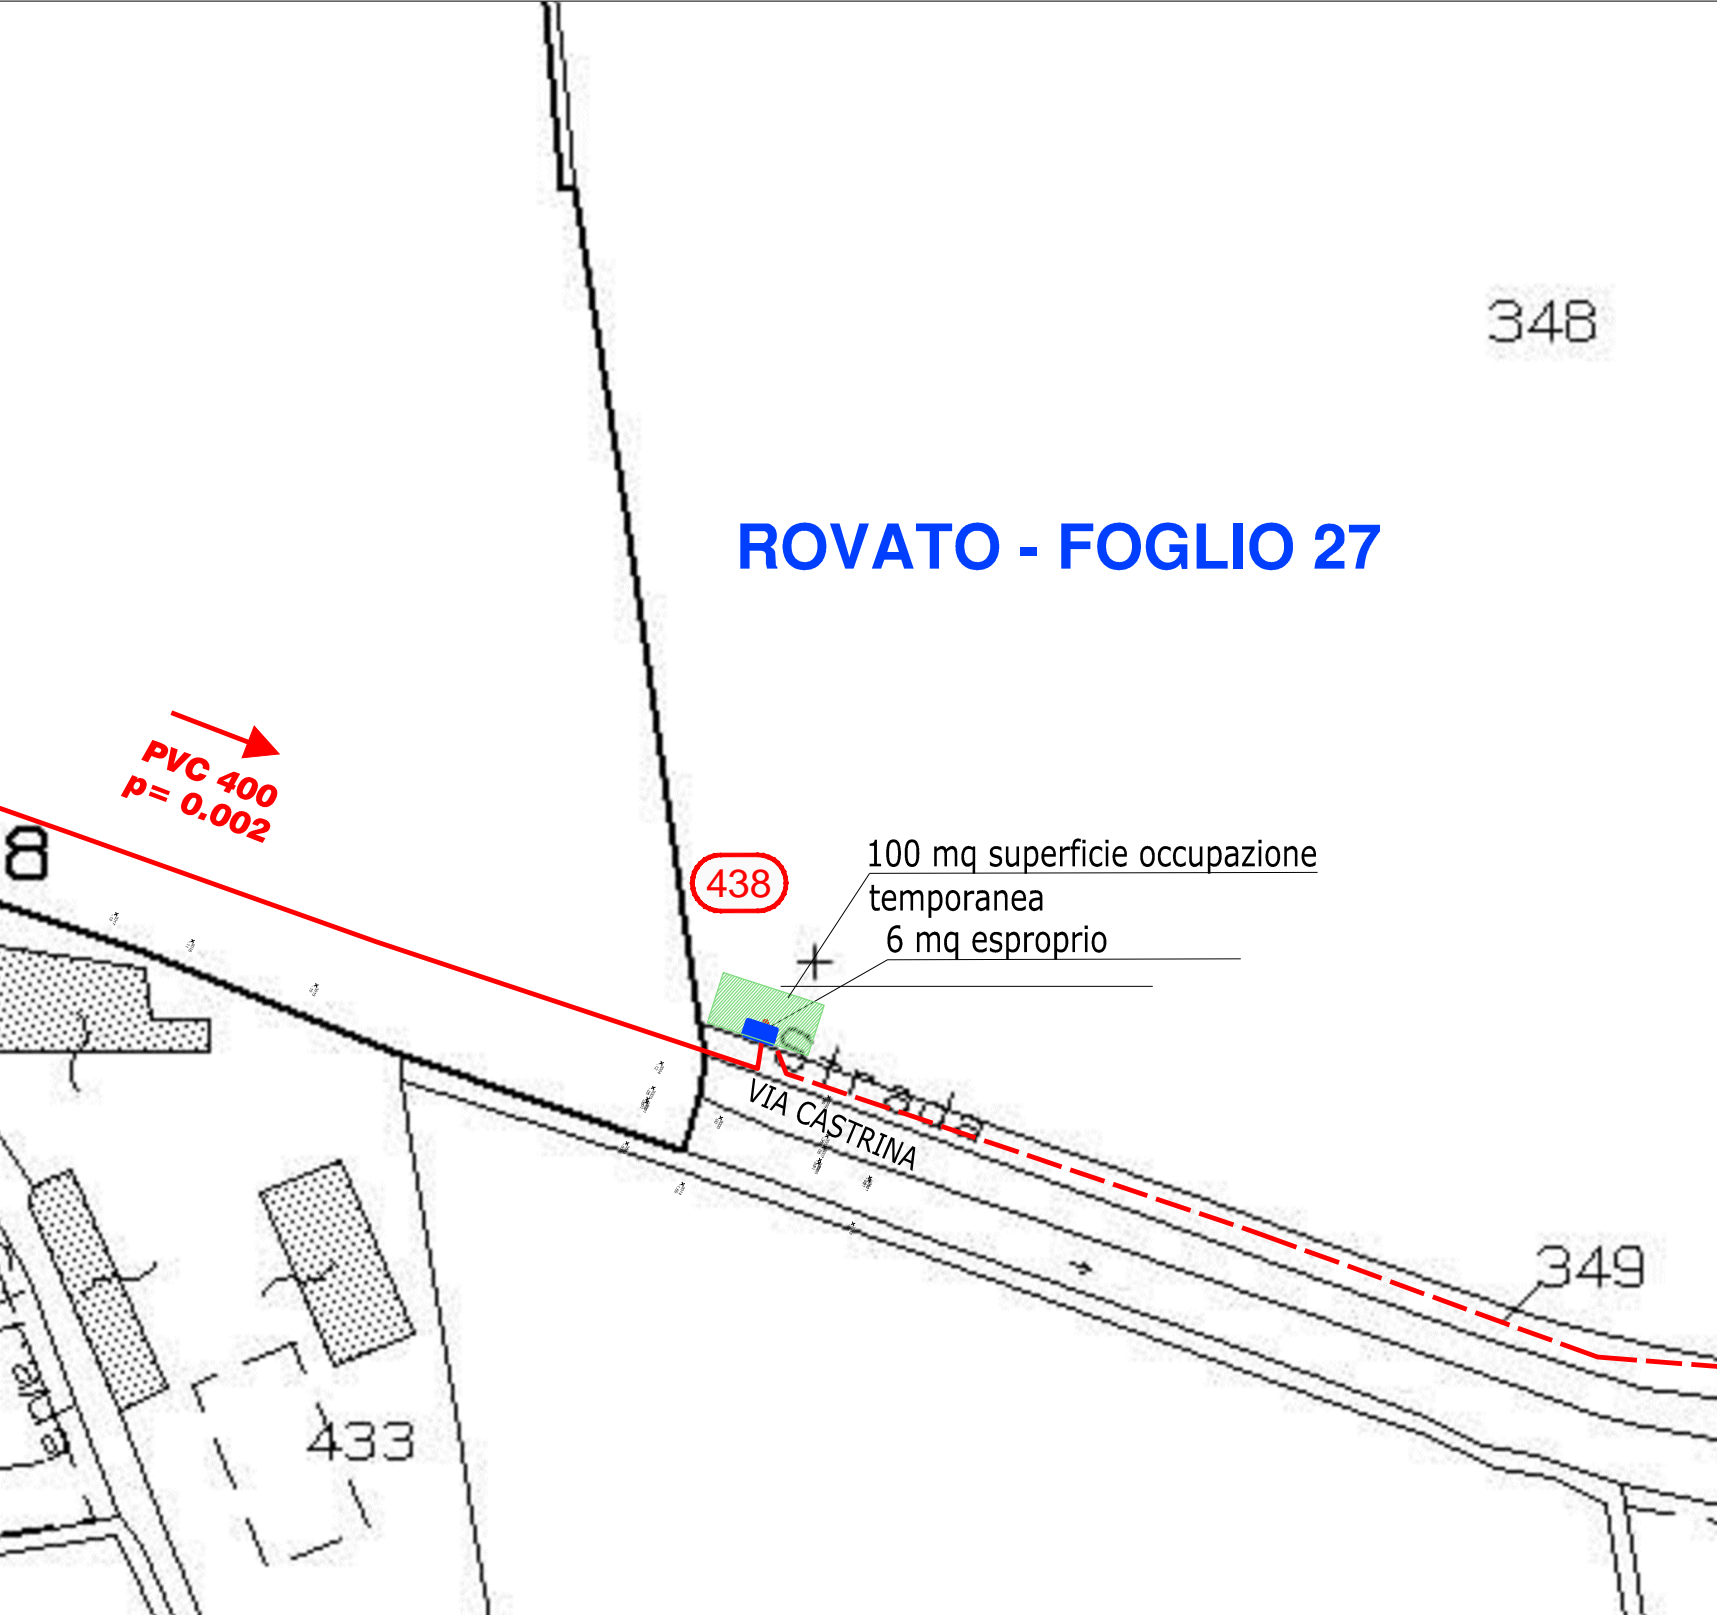 348
ROVATO - FOGLIO 27
PVC 400
p= 0.002
8
438
100 mq superficie occupazione
temporanea
6 mq esproprio
strada
VIA CASTRINA
349
433